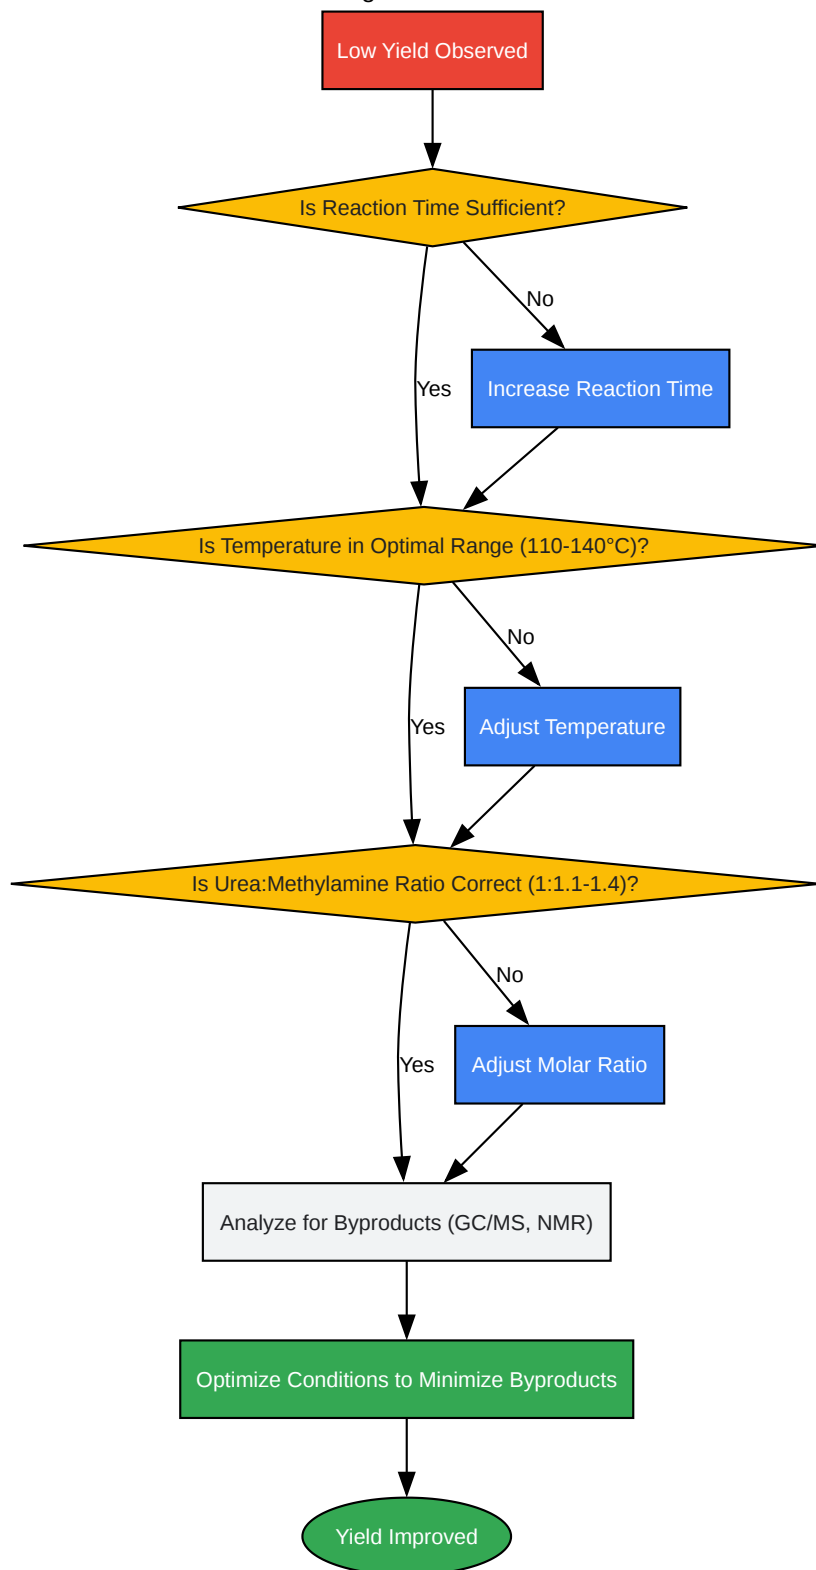 Low Yield Observed
Is Reaction Time Sufficient?
No
Yes
Increase Reaction Time
Is Temperature in Optimal Range (110-140°C)?
No
Yes
Adjust Temperature
Is Urea:Methylamine Ratio Correct (1:1.1-1.4)?
No
Yes
Adjust Molar Ratio
Analyze for Byproducts (GC/MS, NMR)
Optimize Conditions to Minimize Byproducts
Yield Improved